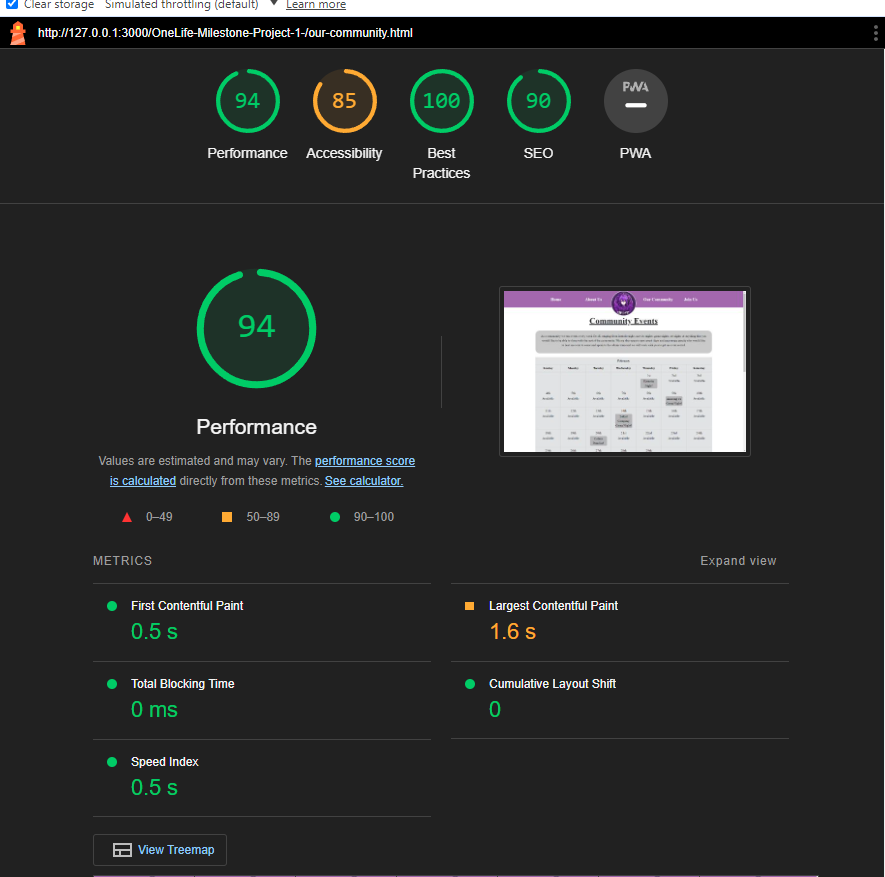 Clear storage Simulated throttling (default) Learn more
http://127.0.0.1:3000/OneLife-Milestone-Project-1-/our-community.html
94 85 100 90 PWA
Performance Accessibility Best Practices SEO PWA
94
Performance
Values are estimated and may vary. The performance score
is calculated directly from these metrics. See calculator.
0–49 50–89 90–100
Home About Us Our Community Join Us
Community Events
METRICS Expand view
First Contentful Paint
0.5 s
Largest Contentful Paint
1.6 s
Total Blocking Time
0 ms
Cumulative Layout Shift
0
Speed Index
0.5 s
View Treemap